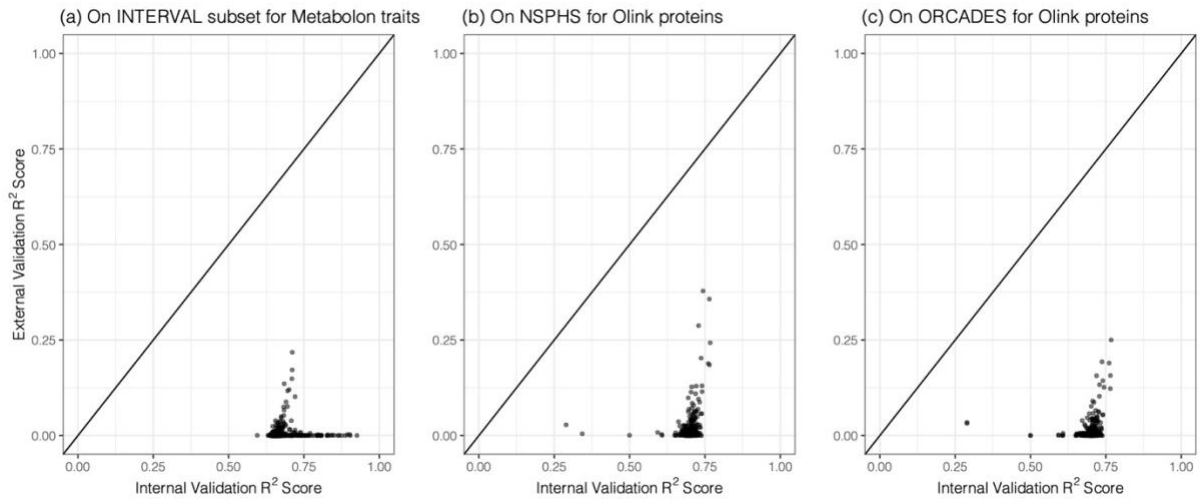 (a) On INTERVAL subset for Metabolon traits
(b) On NSPHS for Olink proteins
(c) On ORCADES for Olink proteins
External Validation R² Score
1.00
0.75
0.50
0.25
0.00
0.00 0.25 0.50 0.75 1.00
Internal Validation R² Score
1.00
0.75
0.50
0.25
0.00
0.00 0.25 0.50 0.75 1.00
Internal Validation R² Score
1.00
0.75
0.50
0.25
0.00
0.00 0.25 0.50 0.75 1.00
Internal Validation R² Score